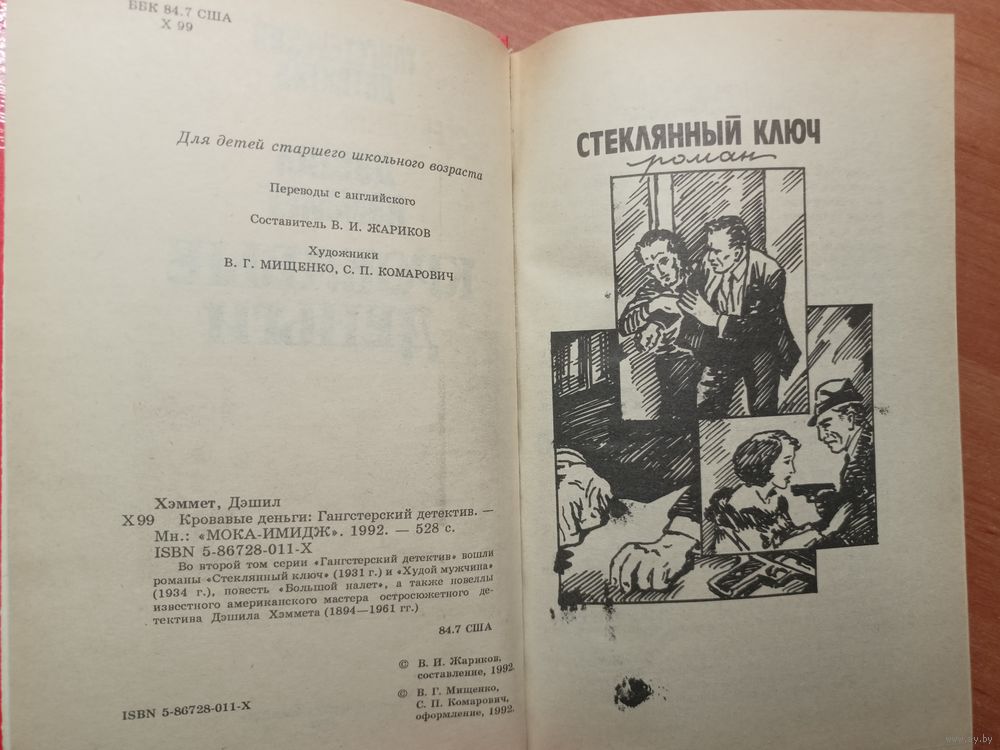 ББК 84.7 США
Х 99
Для детей старшего школьного возраста
Переводы с английского
Составитель В. И. ЖАРИКОВ
Художники
В. Г. МИЩЕНКО, С. П. КОМАРОВИЧ
Хэммет, Дэшил
Х 99 Кровавые деньги: Гангстерский детектив. —
Мн.: «МОКА-ИМИДЖ». 1992. — 528 с.
ISBN 5-86728-011-X
Во второй том серии «Гангстерский детектив» вошли
романы «Стеклянный ключ» (1931 г.) и «Худой мужчина»
(1934 г.), повесть «Большой налет», а также новеллы
известного американского мастера остросюжетного де-
тектива Дэшила Хэммета (1894—1961 гг.)
84.7 США
© В. И. Жариков,
составление, 1992.
© В. Г. Мищенко,
С. П. Комарович,
оформление, 1992.
ISBN 5-86728-011-X
СТЕКЛЯННЫЙ КЛЮЧ
роман
www.ay.by